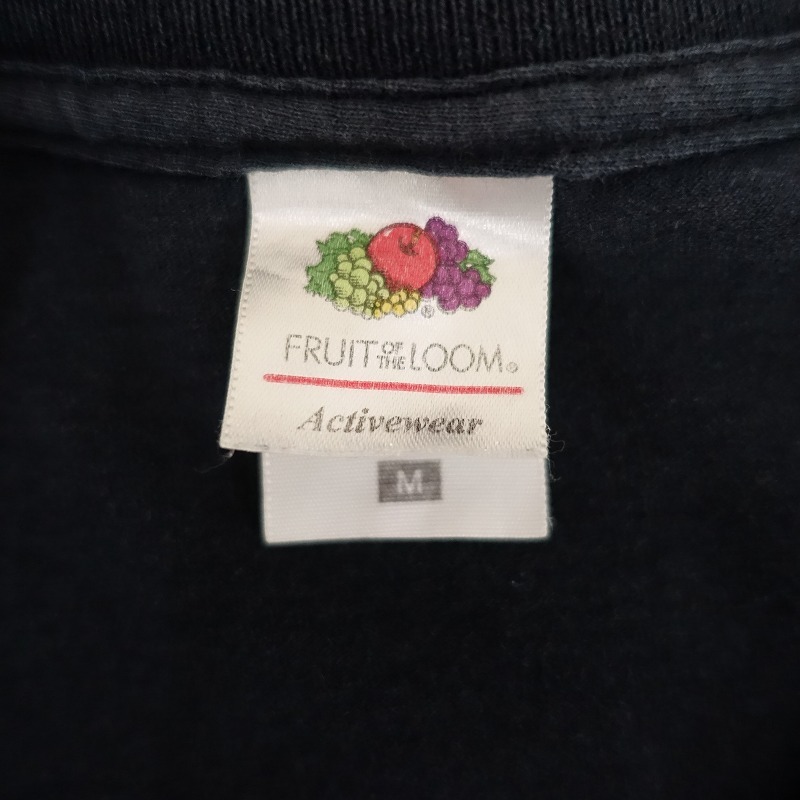 ®
FRUIT OF THE LOOM®
Activewear
M